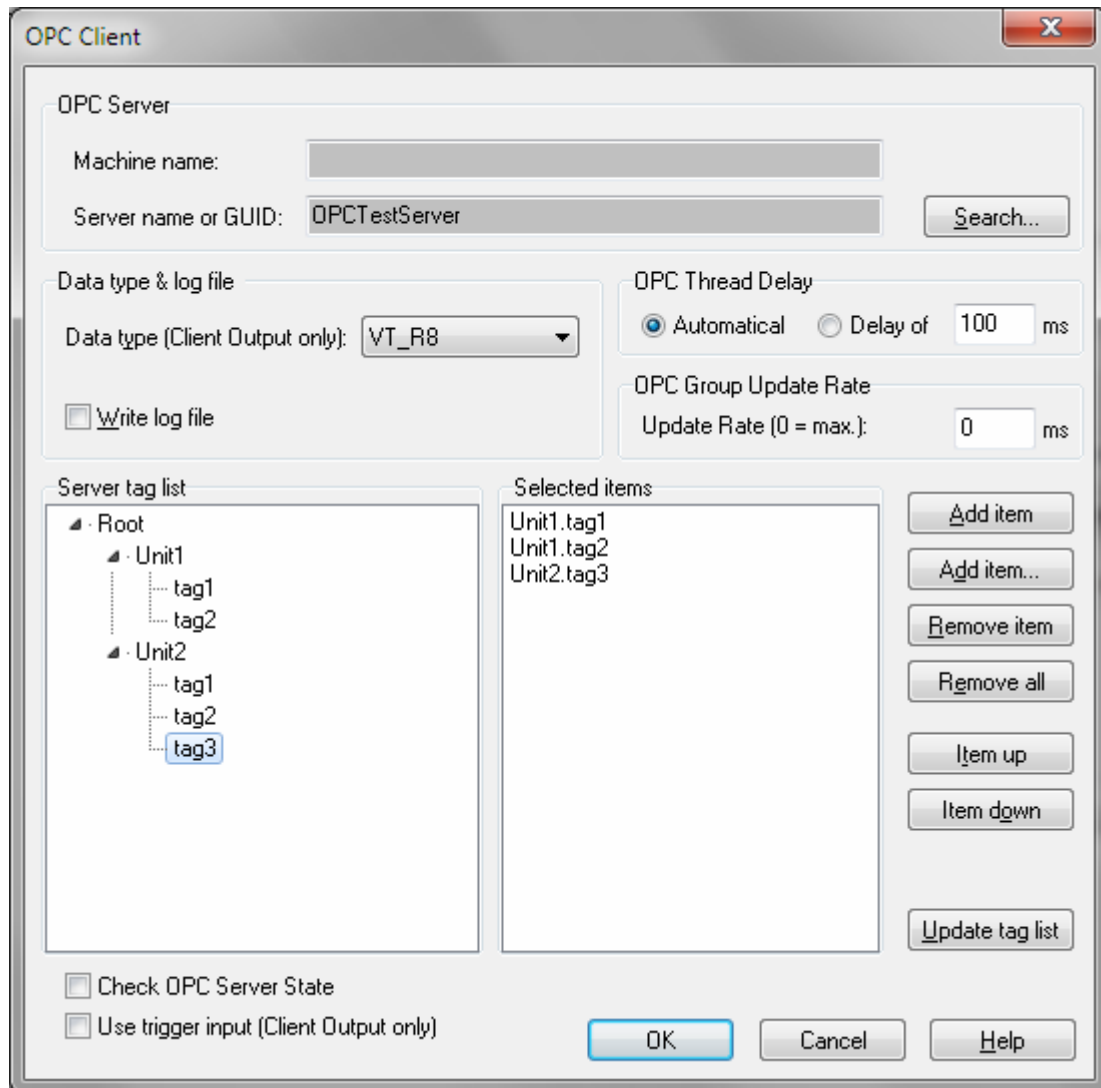 OPC Client
x
OPC Server
Machine name:
Server name or GUID: OPCTestServer Search...
Data type & log file
Data type (Client Output only): VT_R8
Write log file
OPC Thread Delay
Automatical Delay of 100 ms
OPC Group Update Rate
Update Rate (0 = max.): 0 ms
Server tag list
Root
Unit1
tag1
tag2
Unit2
tag1
tag2
tag3
Selected items
Unit1.tag1
Unit1.tag2
Unit2.tag3
Add item
Add item...
Remove item
Remove all
Item up
Item down
Update tag list
Check OPC Server State
Use trigger input (Client Output only)
OK Cancel Help